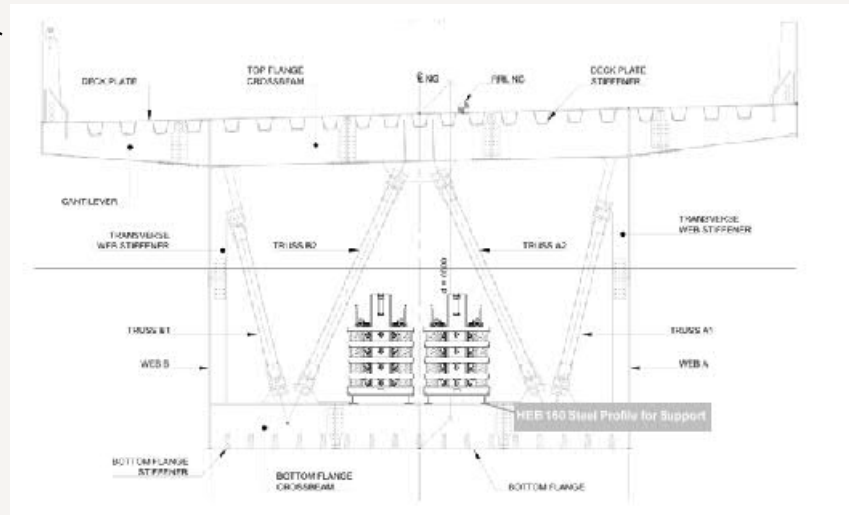 DECK PLATE
TOP FLANGE
CROSSBEAM
DECK PLATE
STIFFENER
CANTILEVER
TRANSVERSE
WEB STIFFENER
TRUSS B2
TRUSS A2
TRANSVERSE
WEB STIFFENER
TRUSS B1
TRUSS A1
WEB B
WEB A
HEB 160 Steel Profile for Support
BOTTOM FLANGE
STIFFENER
BOTTOM FLANGE
CROSSBEAM
BOTTOM FLANGE